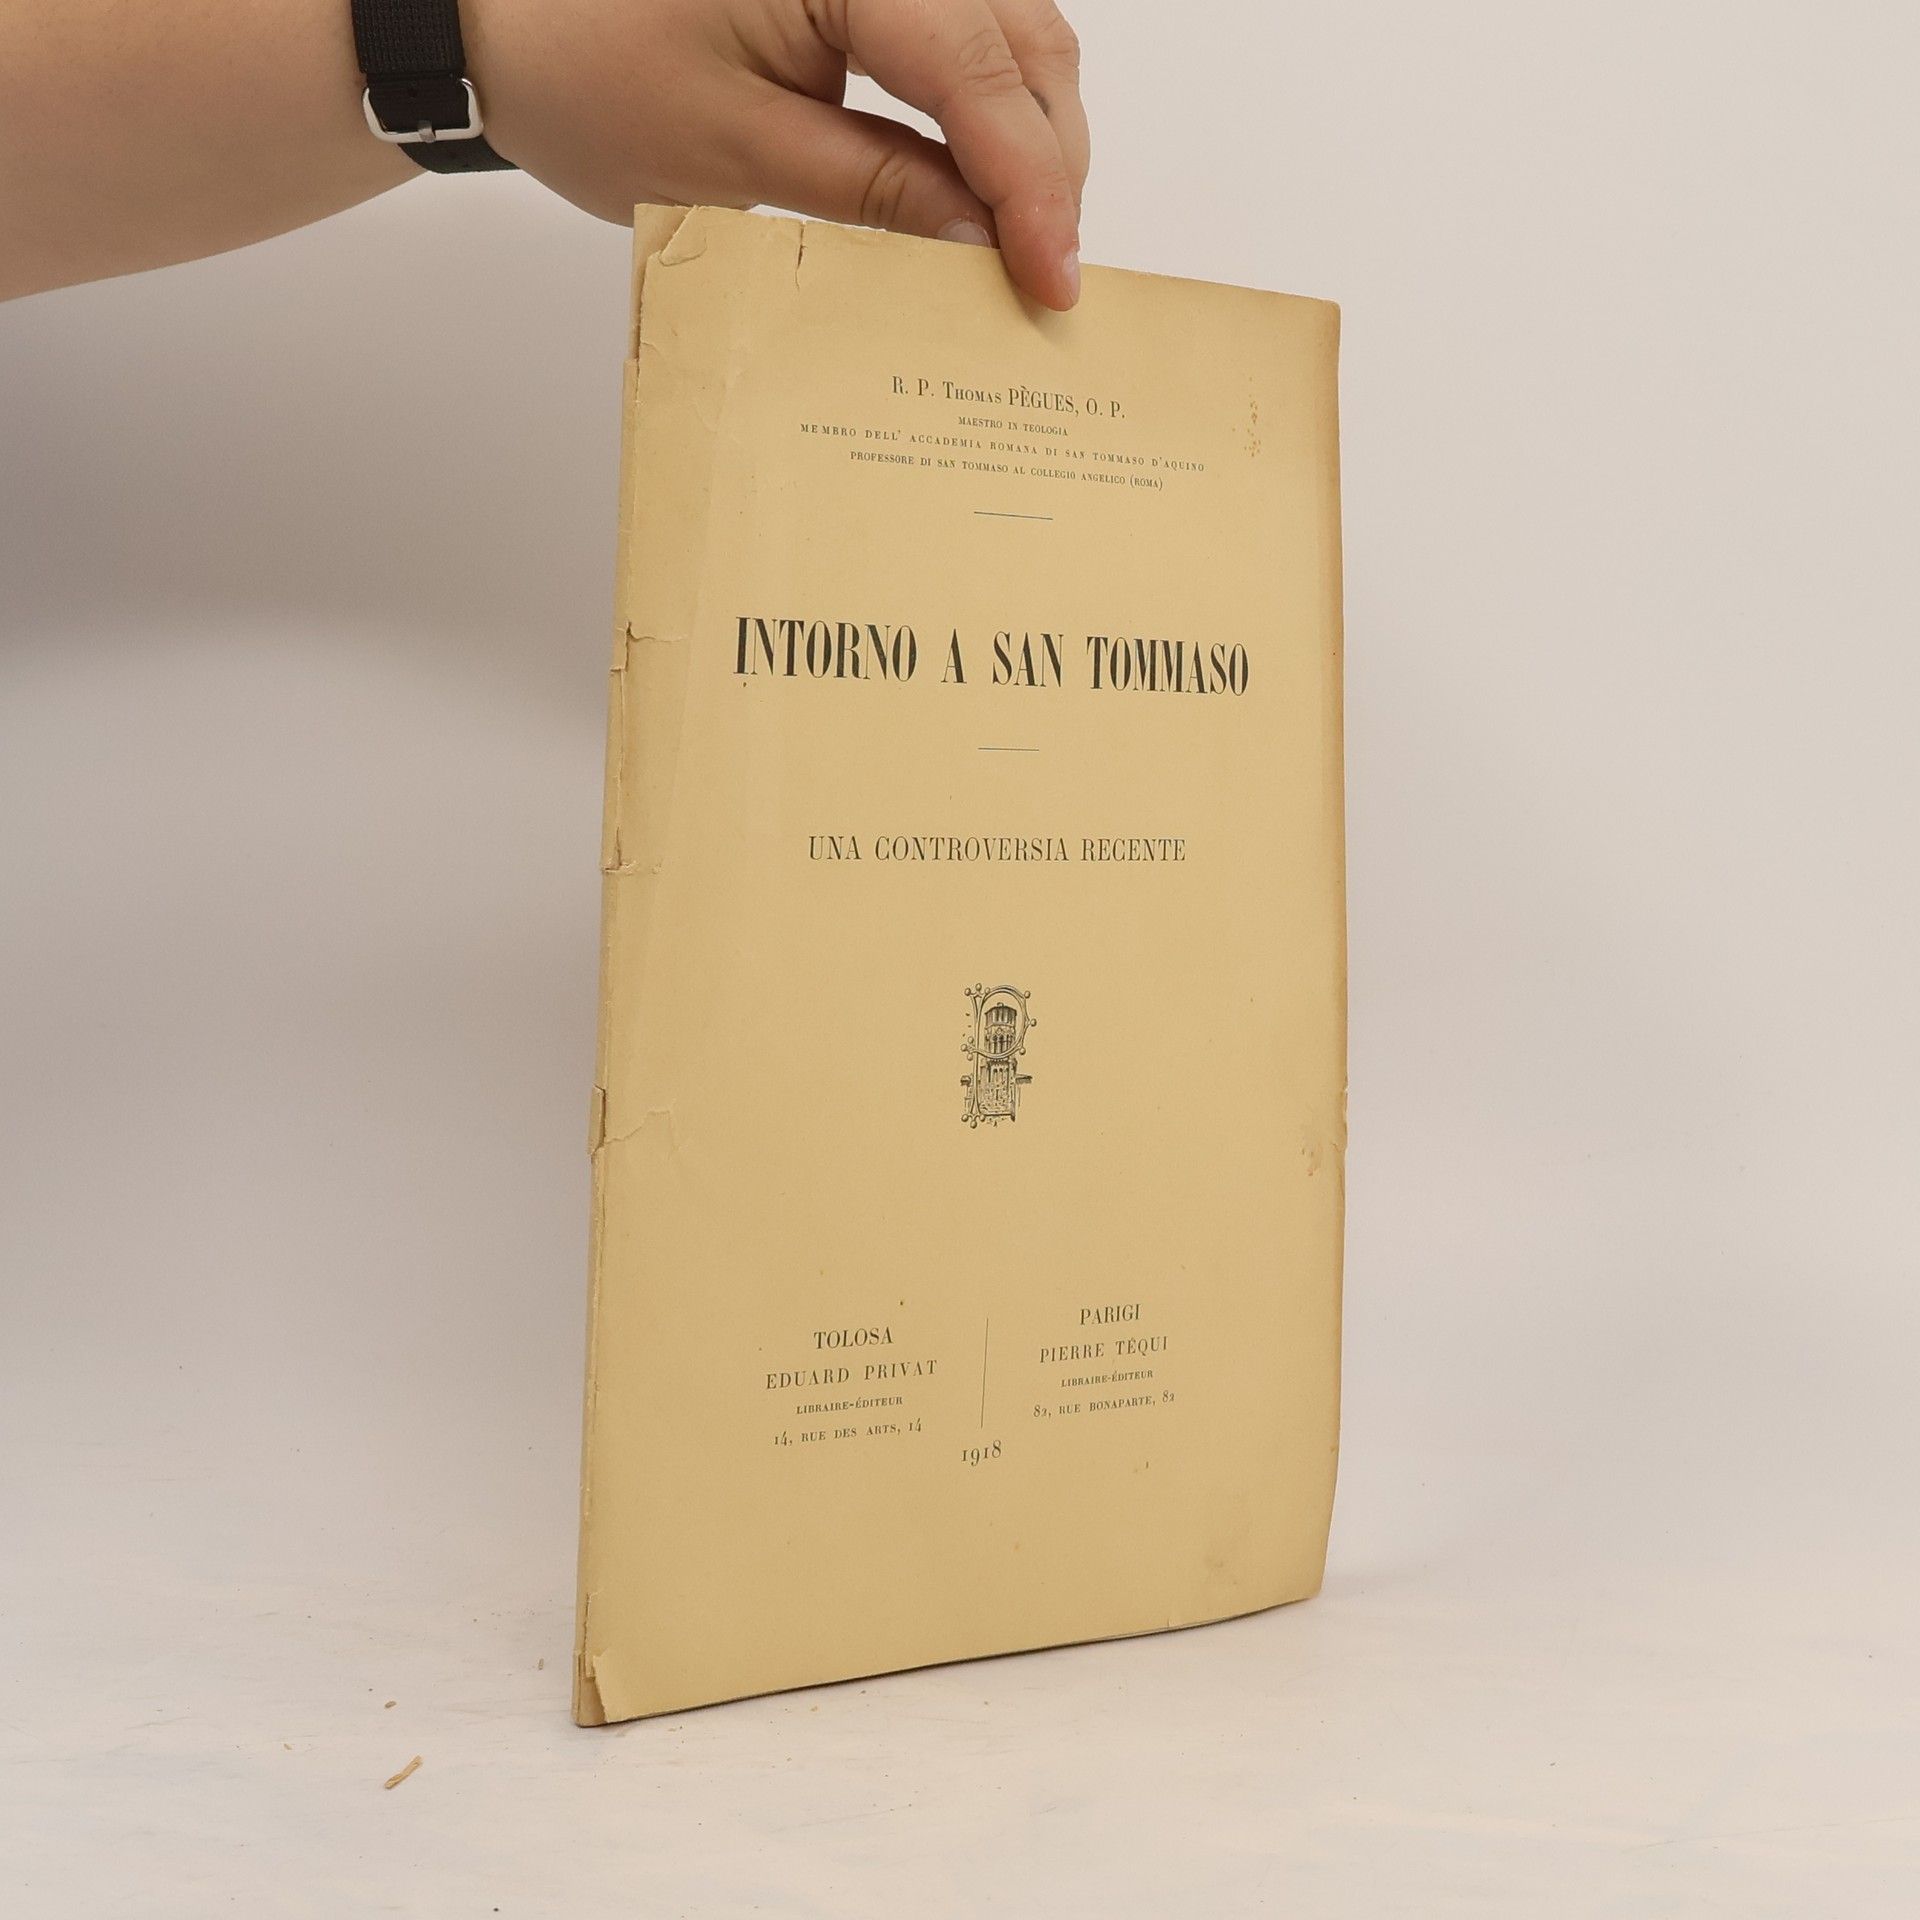 R. P. Thomas PÈGUES, O. P.
MAESTRO IN TEOLOGIA
MEMBRO DELL' ACCADEMIA ROMANA DI SAN TOMMASO D'AQUINO
PROFESSORE DI SAN TOMMASO AL COLLEGIO ANGELICO (ROMA)
INTORNO A SAN TOMMASO
UNA CONTROVERSIA RECENTE
TOLOSA
EDUARD PRIVAT
LIBRAIRE-ÉDITEUR
14, RUE DES ARTS, 14
PARIGI
PIERRE TÉQUI
LIBRAIRE-ÉDITEUR
82, RUE BONAPARTE, 82
1918